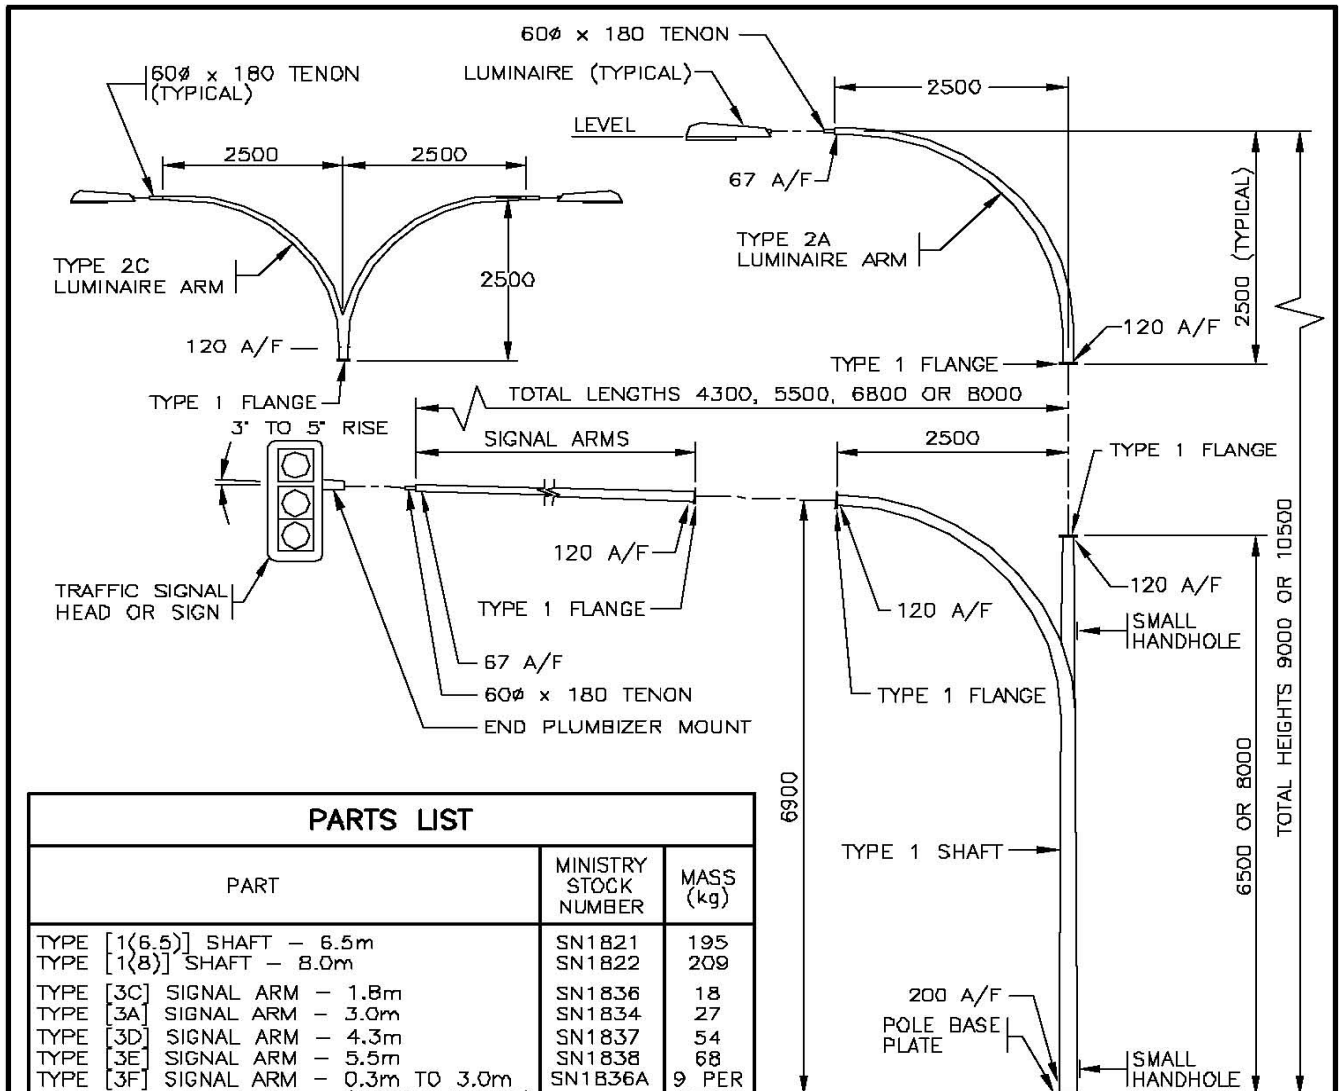 60ø x 180 TENON
LUMINAIRE (TYPICAL)
LEVEL
2500
67 A/F
TYPE 2A
LUMINAIRE ARM
2500 (TYPICAL)
120 A/F
TYPE 1 FLANGE
60ø x 180 TENON
(TYPICAL)
2500
2500
TYPE 2C
LUMINAIRE ARM
2500
120 A/F
TYPE 1 FLANGE
TOTAL LENGTHS 4300, 5500, 6800 OR 8000
3° TO 5° RISE
SIGNAL ARMS
2500
TYPE 1 FLANGE
120 A/F
TRAFFIC SIGNAL
HEAD OR SIGN
120 A/F
TYPE 1 FLANGE
120 A/F
SMALL
HANDHOLE
67 A/F
60ø x 180 TENON
END PLUMBIZER MOUNT
TYPE 1 FLANGE
6900
6500 OR 8000
TOTAL HEIGHTS 9000 OR 10500
TYPE 1 SHAFT
200 A/F
POLE BASE
PLATE
SMALL
HANDHOLE
PARTS LIST
PART
MINISTRY
STOCK
NUMBER
MASS
(kg)
TYPE [1(6.5)] SHAFT – 6.5m SN1821 195
TYPE [1(8)] SHAFT – 8.0m SN1822 209
TYPE [3C] SIGNAL ARM – 1.8m SN1836 18
TYPE [3A] SIGNAL ARM – 3.0m SN1834 27
TYPE [3D] SIGNAL ARM – 4.3m SN1837 54
TYPE [3E] SIGNAL ARM – 5.5m SN1838 68
TYPE [3F] SIGNAL ARM – 0.3m TO 3.0m SN1836A 9 PER